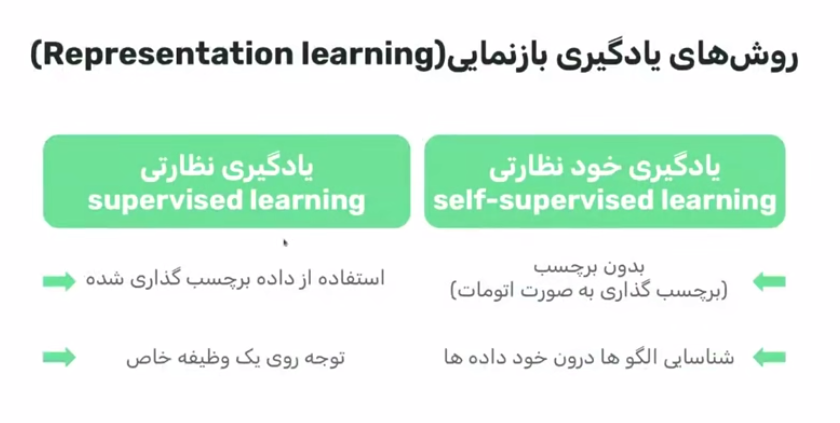 روش‌های یادگیری بازنمایی(Representation learning)
یادگیری خود نظارتی
self-supervised learning
بدون برچسب
(برچسب گذاری به صورت اتومات)
شناسایی الگو ها درون خود داده ها
یادگیری نظارتی
supervised learning
استفاده از داده برچسب گذاری شده
توجه روی یک وظیفه خاص